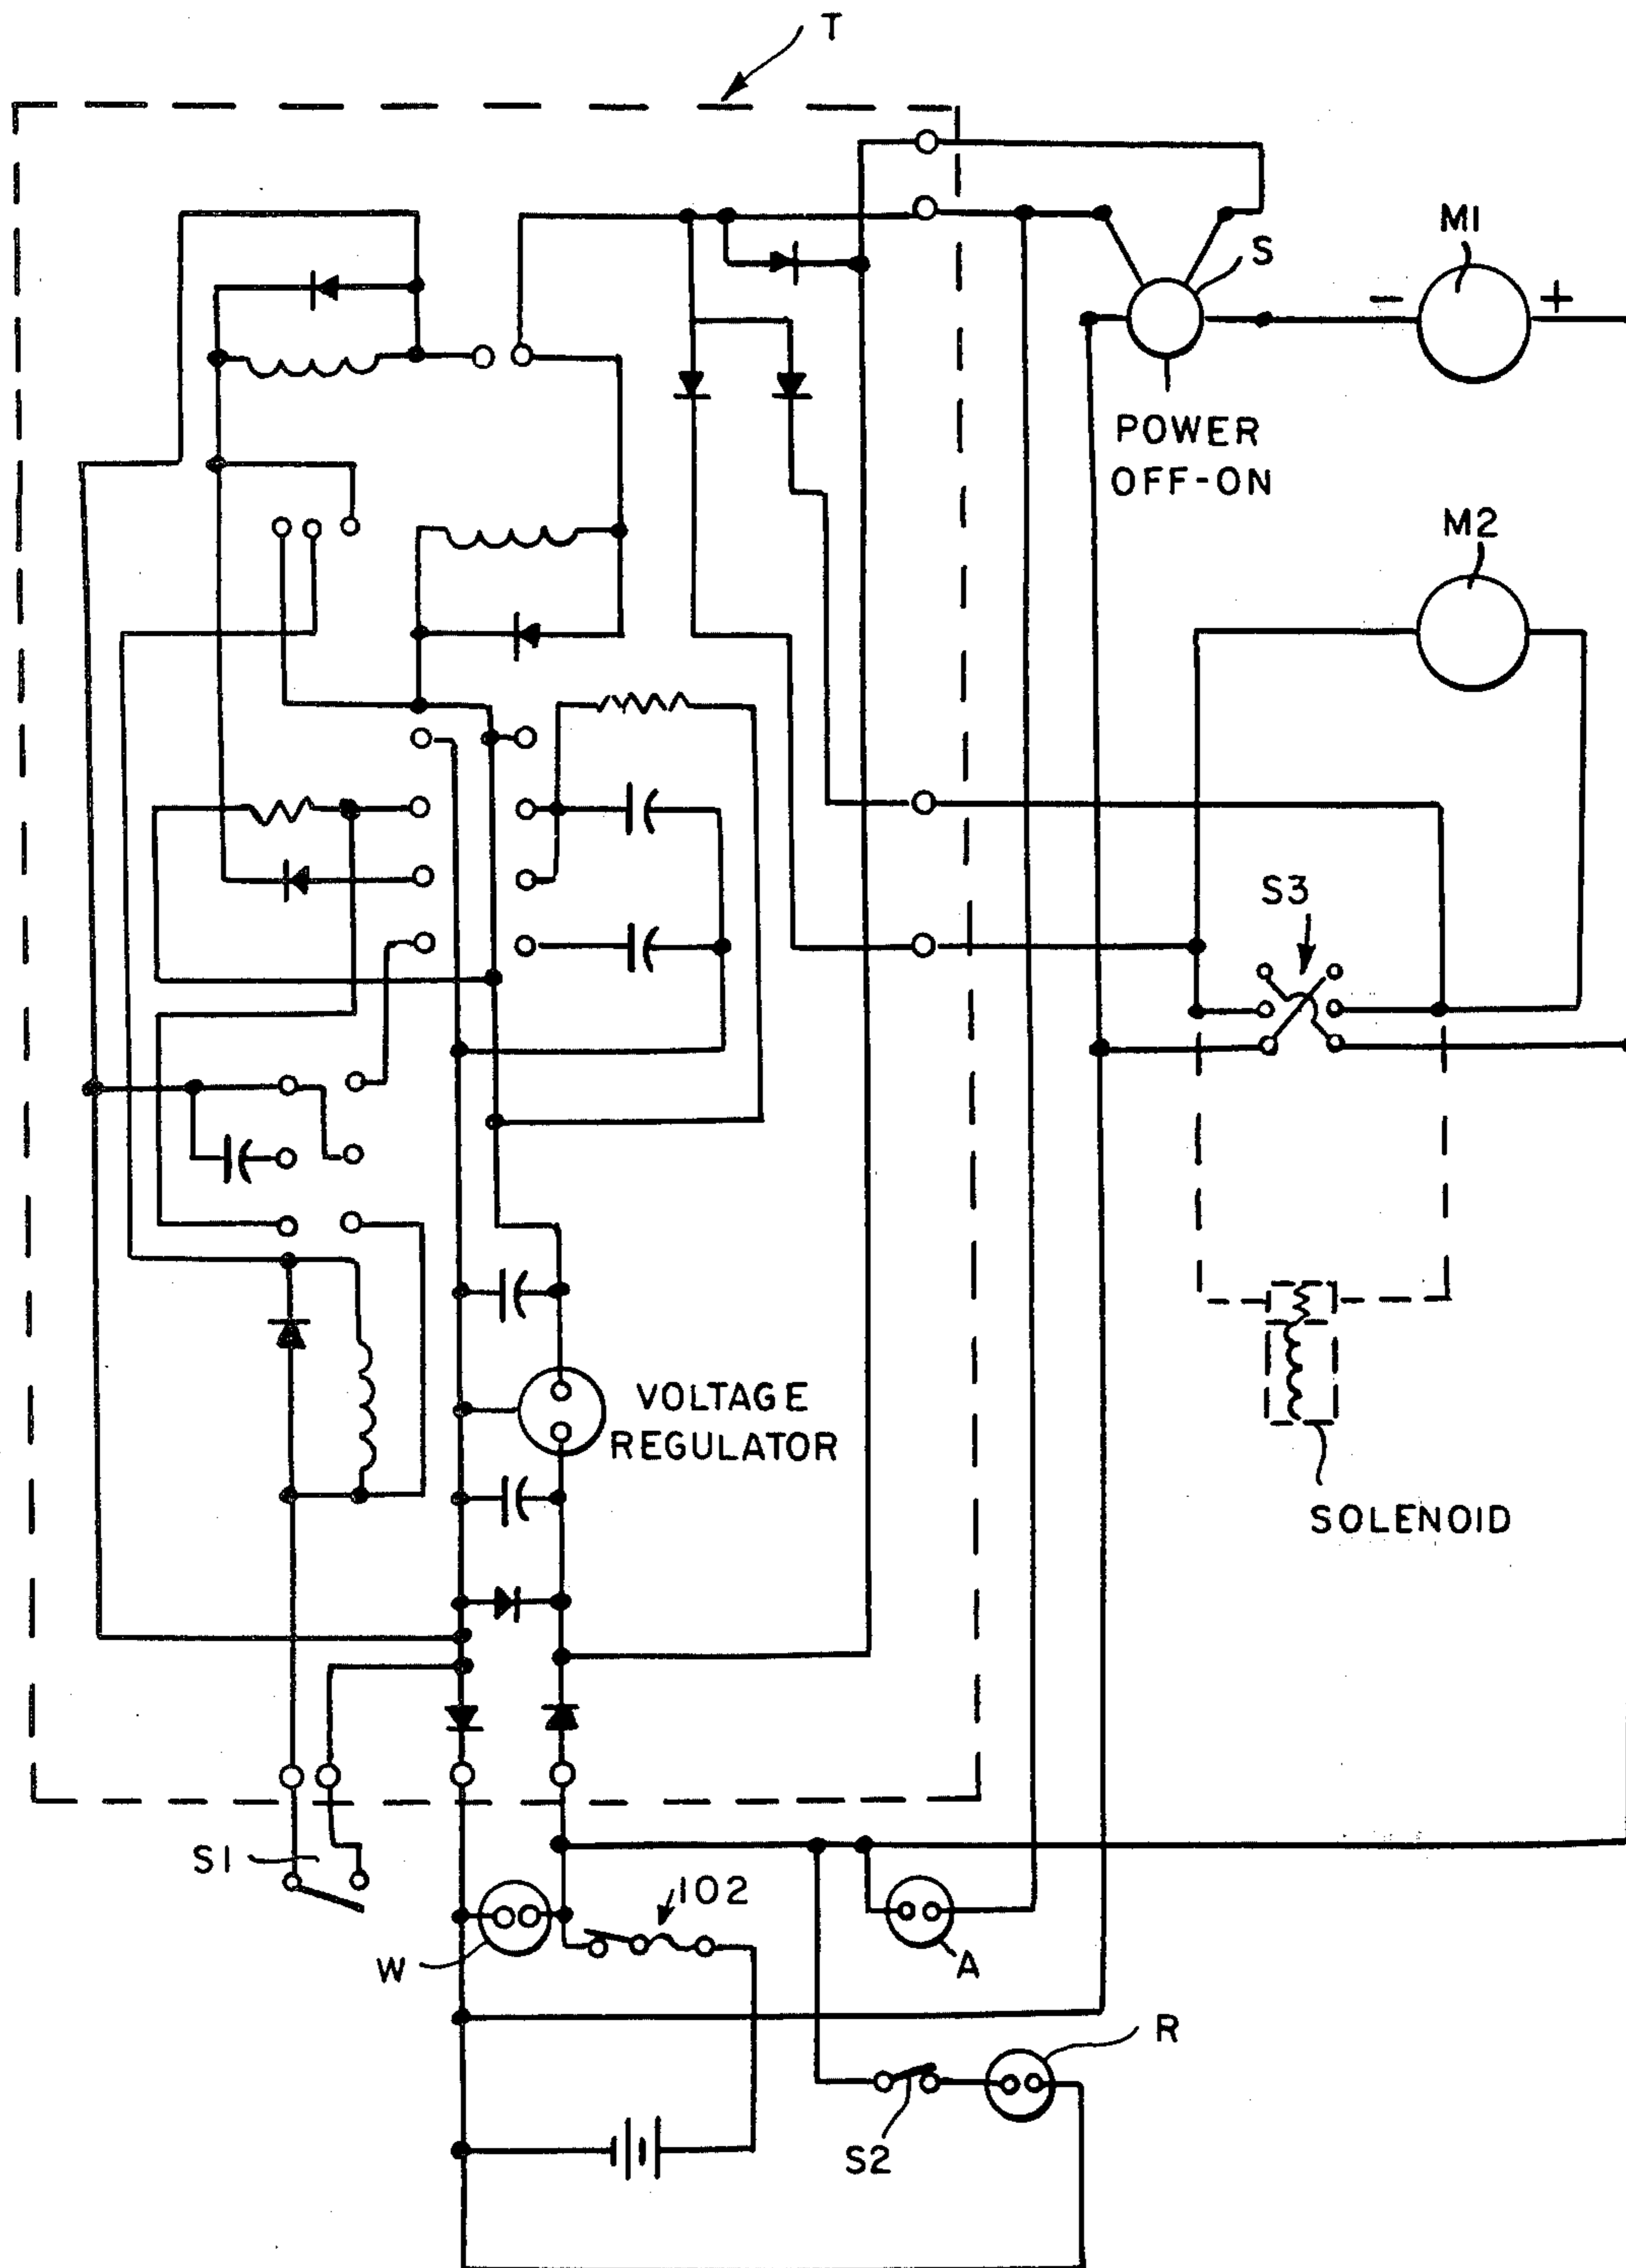 T
M1
S
- +
POWER
OFF-ON
M2
S3
VOLTAGE
REGULATOR
SOLENOID
S1
102
W
A
R
S2